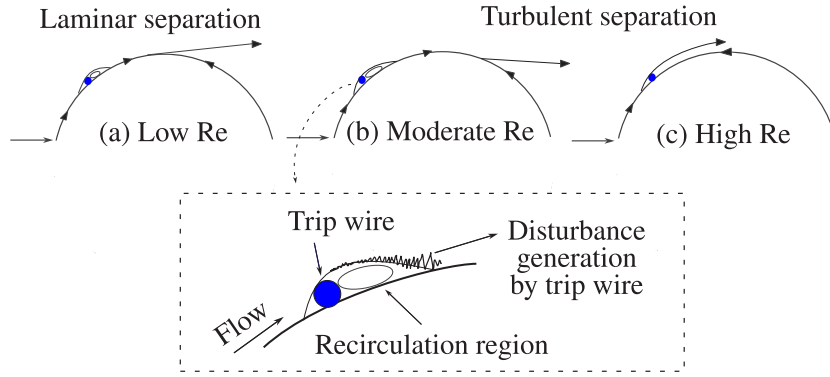 Laminar separation
Turbulent separation
(a) Low Re
(b) Moderate Re
(c) High Re
Trip wire
Disturbance
generation
by trip wire
Flow
Recirculation region